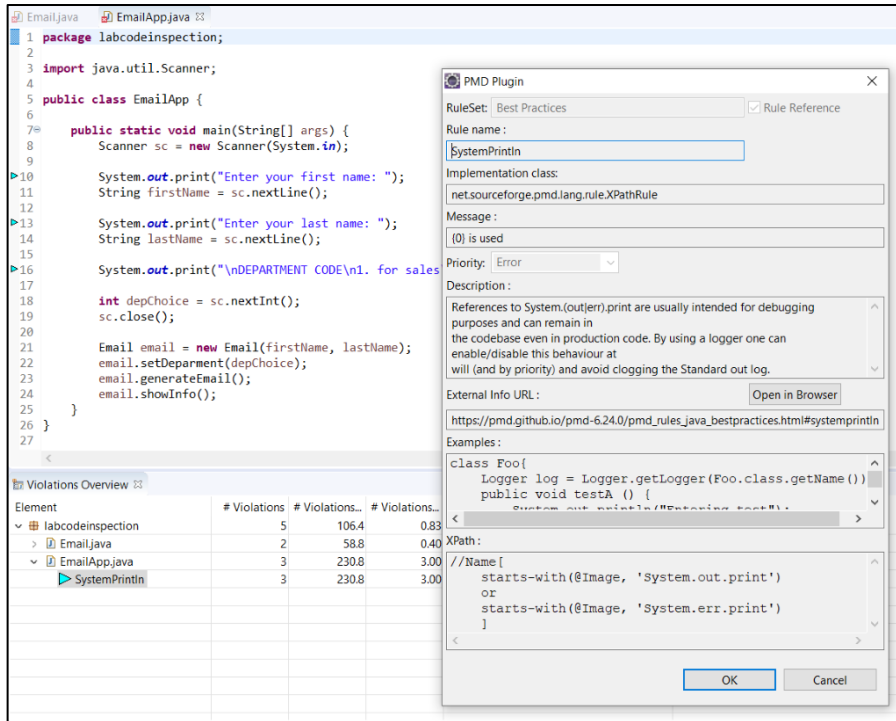 Email.java EmailApp.java
1 package labcodeinspection;
2
3 import java.util.Scanner;
4
5 public class EmailApp {
6
7 public static void main(String[] args) {
8 Scanner sc = new Scanner(System.in);
9
10 System.out.print("Enter your first name: ");
11 String firstName = sc.nextLine();
12
13 System.out.print("Enter your last name: ");
14 String lastName = sc.nextLine();
15
16 System.out.print("\nDEPARTMENT CODE\n1. for sales
17
18 int depChoice = sc.nextInt();
19 sc.close();
20
21 Email email = new Email(firstName, lastName);
22 email.setDeparment(depChoice);
23 email.generateEmail();
24 email.showInfo();
25 }
26 }
27
Violations Overview
Element # Violations # Violations... # Violations...
labcodeinspection 5 106.4 0.83
Email.java 2 58.8 0.40
EmailApp.java 3 230.8 3.00
SystemPrintln 3 230.8 3.00
PMD Plugin
RuleSet: Best Practices Rule Reference
Rule name :
SystemPrintln
Implementation class:
net.sourceforge.pmd.lang.rule.XPathRule
Message :
{0} is used
Priority: Error
Description :
References to System.(out|err).print are usually intended for debugging
purposes and can remain in
the codebase even in production code. By using a logger one can
enable/disable this behaviour at
will (and by priority) and avoid clogging the Standard out log.
External Info URL : Open in Browser
https://pmd.github.io/pmd-6.24.0/pmd_rules_java_bestpractices.html#systemprintln
Examples :
class Foo{
Logger log = Logger.getLogger(Foo.class.getName())
public void testA () {
System.out.println("Entering test");
XPath :
//Name[
starts-with(@Image, 'System.out.print')
or
starts-with(@Image, 'System.err.print')
]
OK Cancel